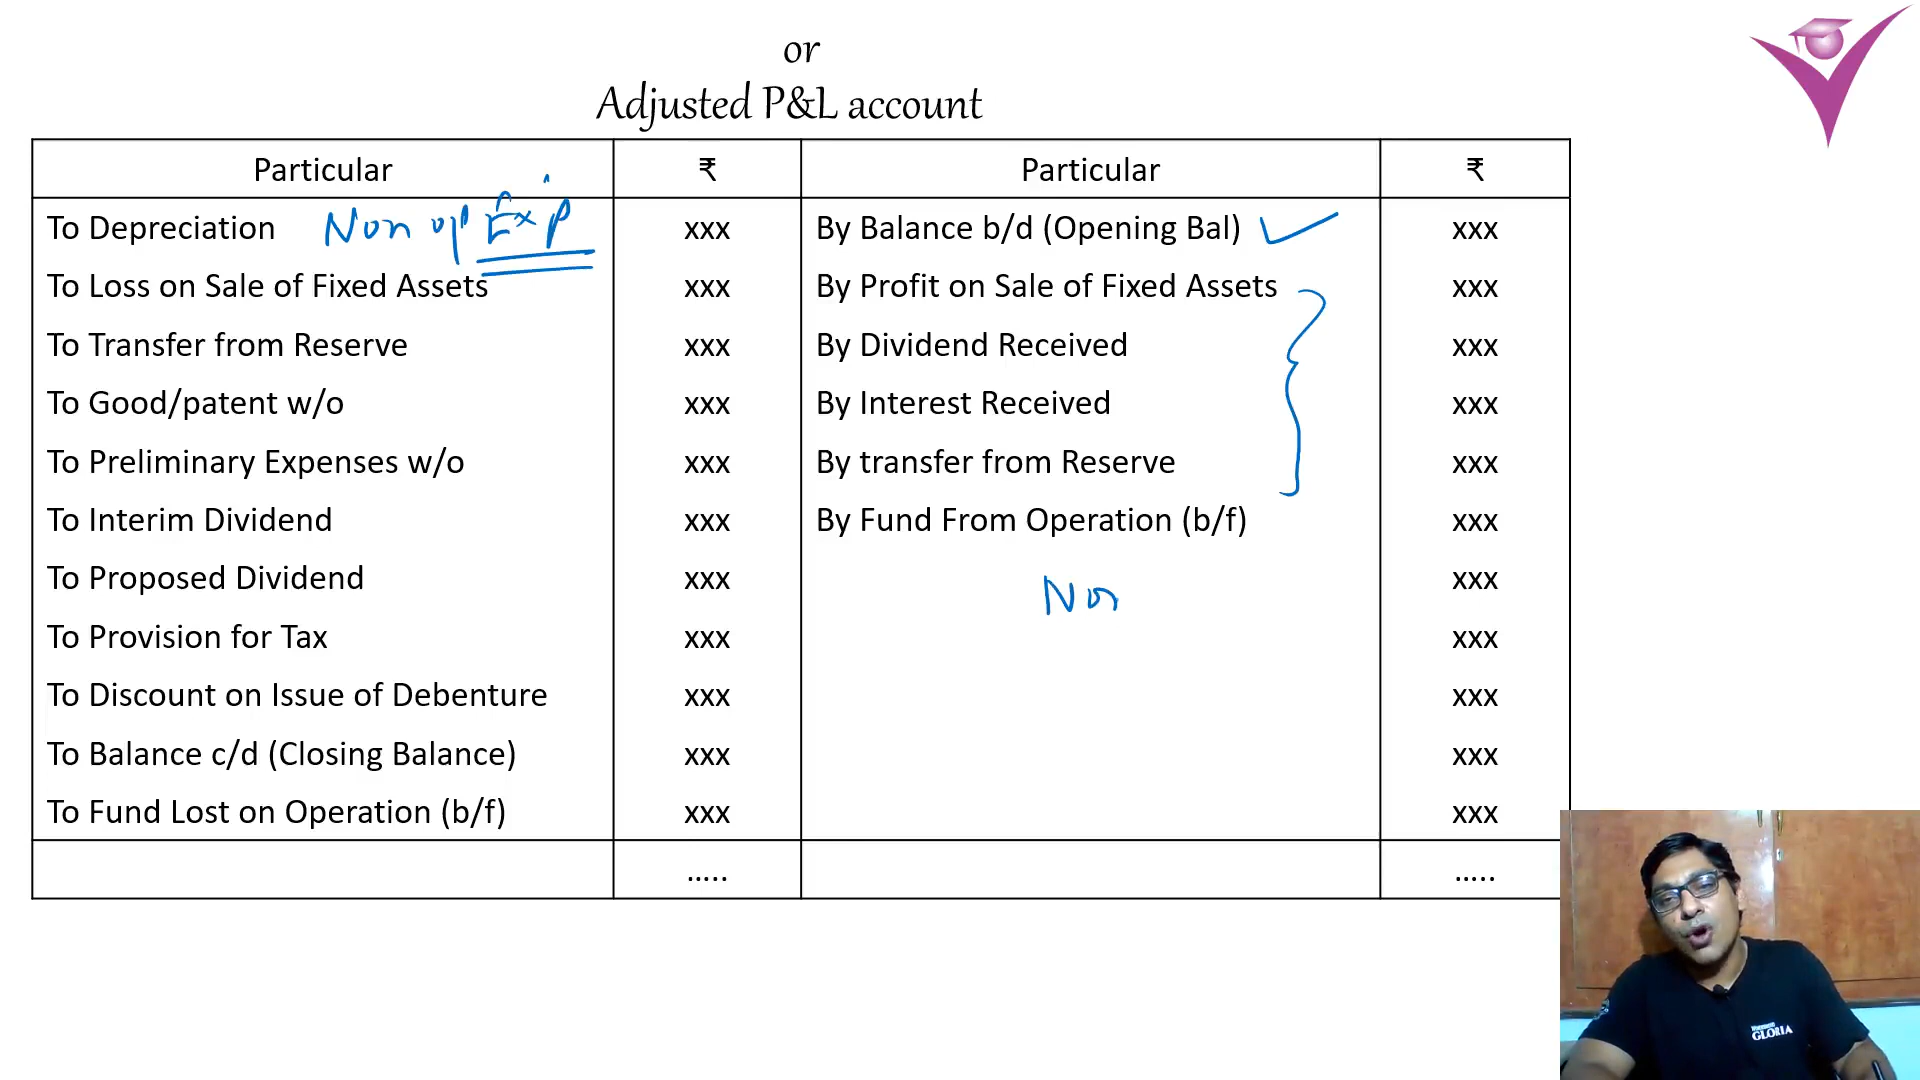 or
Adjusted P&L account
Particular ₹ Particular ₹
To Depreciation Non op Exp xxx By Balance b/d (Opening Bal) xxx
To Loss on Sale of Fixed Assets xxx By Profit on Sale of Fixed Assets xxx
To Transfer from Reserve xxx By Dividend Received xxx
To Good/patent w/o xxx By Interest Received xxx
To Preliminary Expenses w/o xxx By transfer from Reserve xxx
To Interim Dividend xxx By Fund From Operation (b/f) xxx
To Proposed Dividend xxx Non xxx
To Provision for Tax xxx xxx
To Discount on Issue of Debenture xxx xxx
To Balance c/d (Closing Balance) xxx xxx
To Fund Lost on Operation (b/f) xxx xxx
..... .....
GLORIA